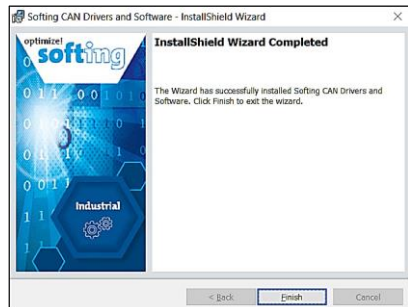 Softing CAN Drivers and Software - InstallShield Wizard
optimize!
softing
InstallShield Wizard Completed
The Wizard has successfully installed Softing CAN Drivers and
Software. Click Finish to exit the wizard.
Industrial
< Back
Finish
Cancel